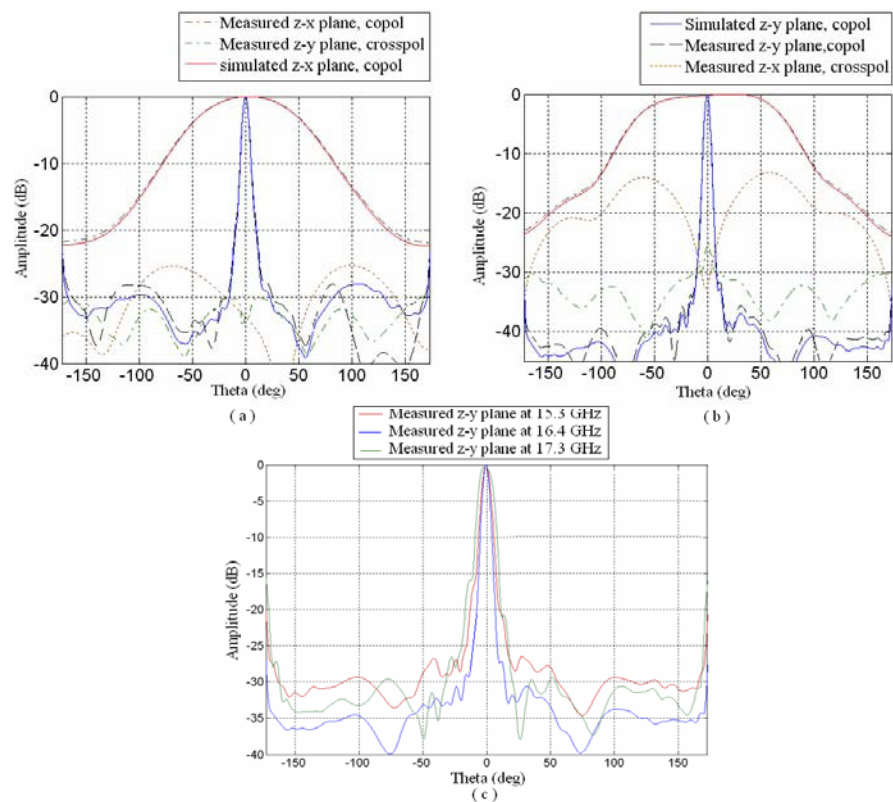 Measured z-x plane, copol
Measured z-y plane, crosspol
simulated z-x plane, copol
0
-10
-20
-30
-40
Amplitude (dB)
-150 -100 -50 0 50 100 150
Theta (deg)
( a )
Simulated z-y plane, copol
Measured z-y plane,copol
Measured z-x plane, crosspol
0
-10
-20
-30
-40
Amplitude (dB)
-150 -100 -50 0 50 100 150
Theta (deg)
( b )
Measured z-y plane at 15.3 GHz
Measured z-y plane at 16.4 GHz
Measured z-y plane at 17.3 GHz
0
-5
-10
-15
-20
-25
-30
-35
-40
Amplitude (dB)
-150 -100 -50 0 50 100 150
Theta (deg)
( c )